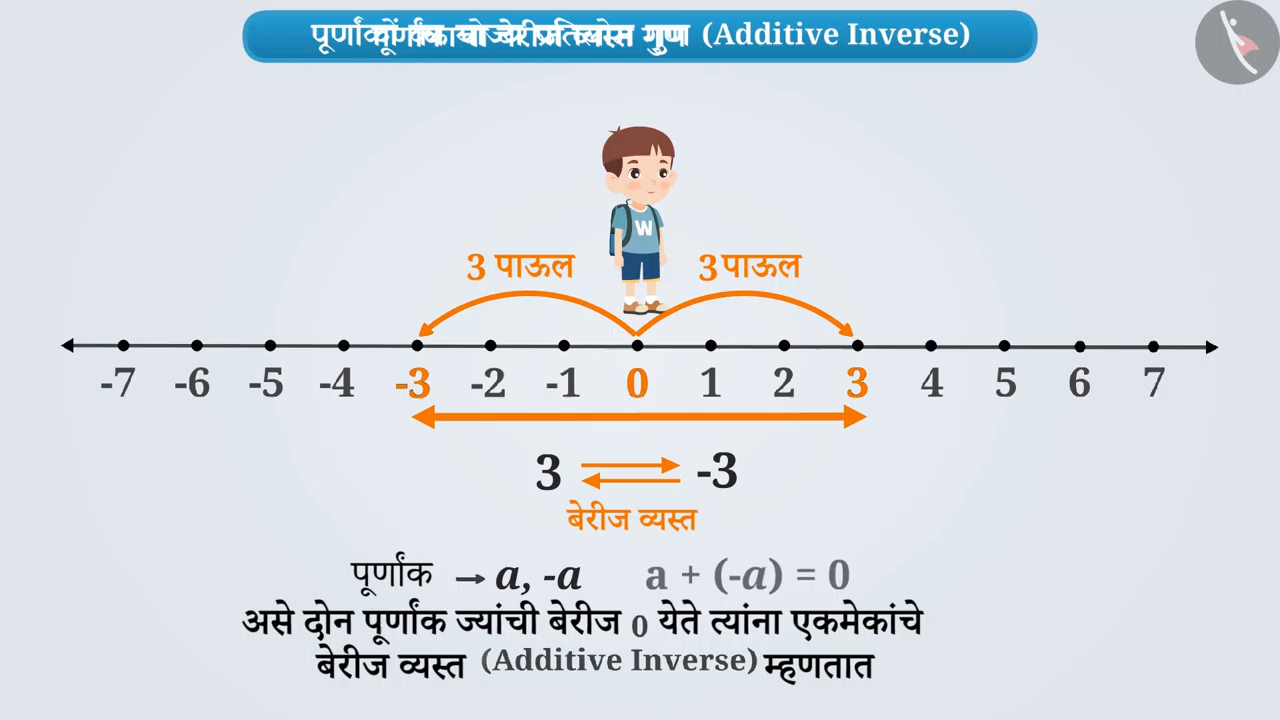 (Additive Inverse)
W
3 पाऊल 3 पाऊल
-7 -6 -5 -4 -3 -2 -1 0 1 2 3 4 5 6 7
3 -3
बेरीज व्यस्त
पूर्णांक → a, -a a + (-a) = 0
असे दोन पूर्णांक ज्यांची बेरीज 0 येते त्यांना एकमेकांचे
बेरीज व्यस्त (Additive Inverse) म्हणतात